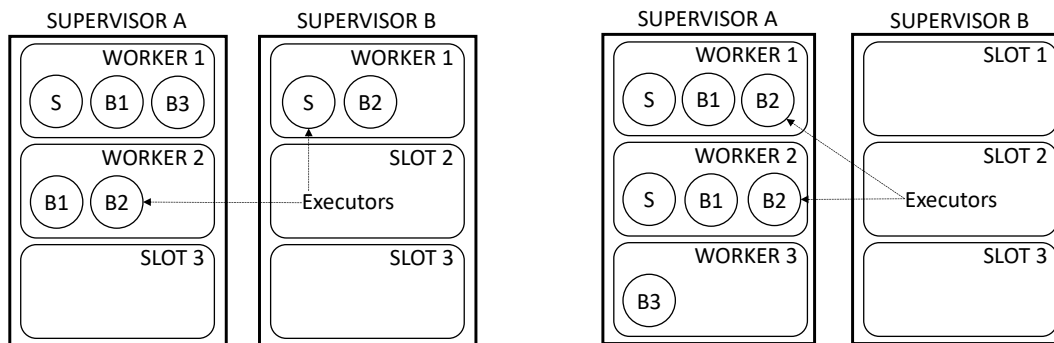 SUPERVISOR A
SUPERVISOR B
WORKER 1
S B1 B3
WORKER 2
B1 B2
SLOT 3
WORKER 1
S B2
SLOT 2
Executors
SLOT 3
SUPERVISOR A
SUPERVISOR B
WORKER 1
S B1 B2
WORKER 2
S B1 B2
WORKER 3
B3
SLOT 1
SLOT 2
Executors
SLOT 3